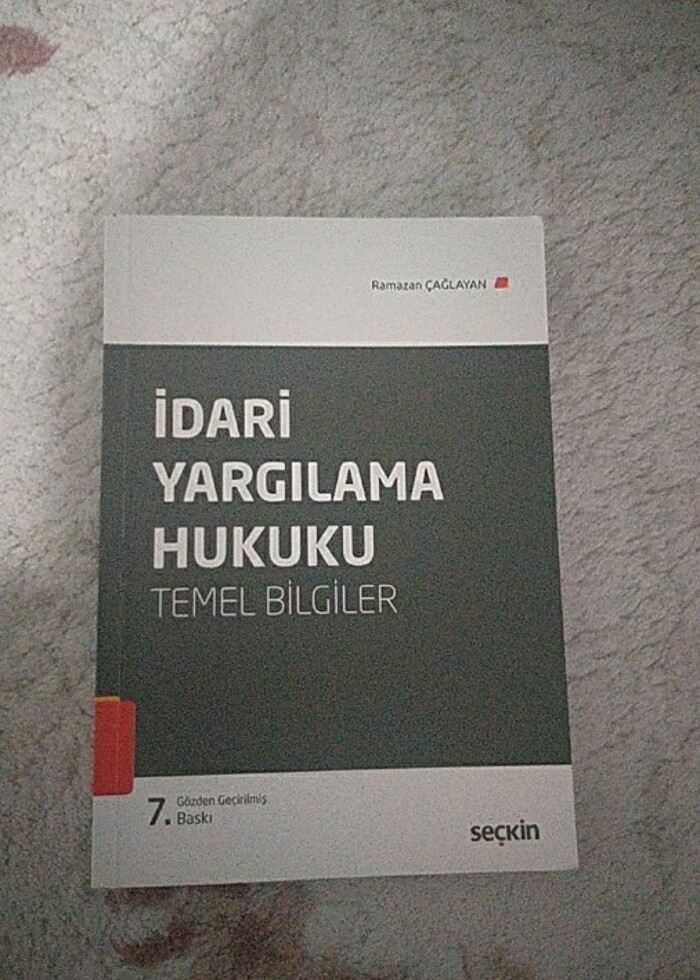 Ramazan ÇAĞLAYAN
İDARİ
YARGILAMA
HUKUKU
TEMEL BİLGİLER
7. Gözden Geçirilmiş
Baskı
seçkin